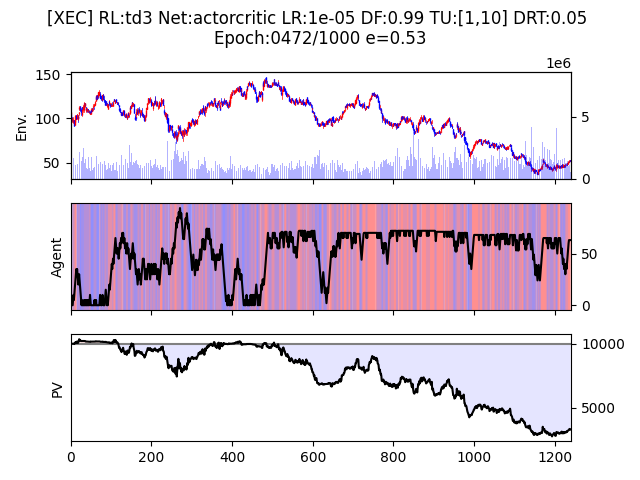 [XEC] RL:td3 Net:actorcritic LR:1e-05 DF:0.99 TU:[1,10] DRT:0.05
Epoch:0472/1000 e=0.53
1e6
150
100
50
Env.
5
0
Agent
50
0
PV
10000
5000
0 200 400 600 800 1000 1200